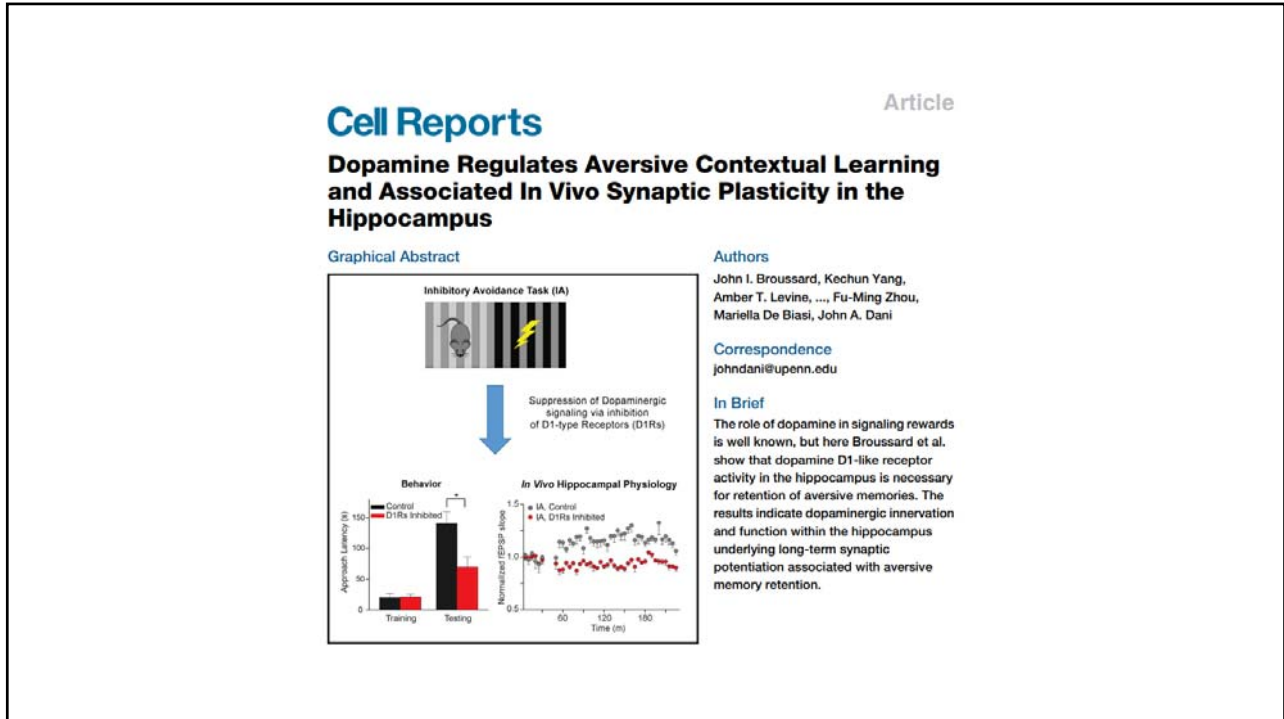 Article
Cell Reports
Dopamine Regulates Aversive Contextual Learning
and Associated In Vivo Synaptic Plasticity in the
Hippocampus
Graphical Abstract
Inhibitory Avoidance Task (IA)
Suppression of Dopaminergic
signaling via inhibition
of D1-type Receptors (D1Rs)
Behavior
*
Control
D1Rs Inhibited
Approach Latency (s)
150
100
50
0
Training
Testing
In Vivo Hippocampal Physiology
IA, Control
IA, D1Rs Inhibited
Normalized fEPSP slope
1.5
1.0
0.5
60
120
180
Time (m)
Authors
John I. Broussard, Kechun Yang,
Amber T. Levine, ..., Fu-Ming Zhou,
Mariella De Biasi, John A. Dani
Correspondence
johndani@upenn.edu
In Brief
The role of dopamine in signaling rewards
is well known, but here Broussard et al.
show that dopamine D1-like receptor
activity in the hippocampus is necessary
for retention of aversive memories. The
results indicate dopaminergic innervation
and function within the hippocampus
underlying long-term synaptic
potentiation associated with aversive
memory retention.